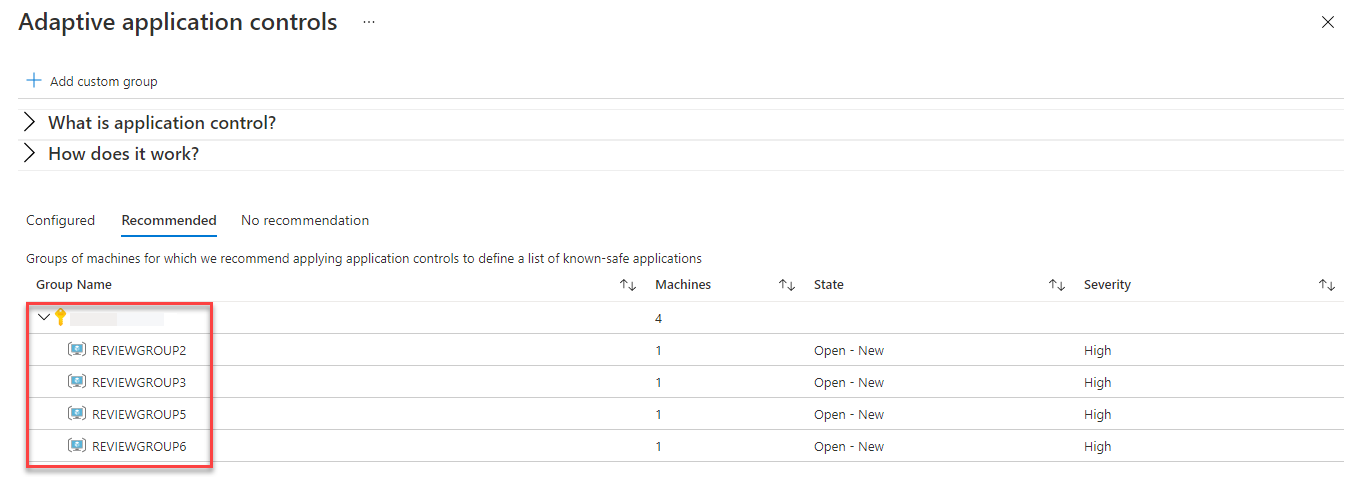 Adaptive application controls ...
Add custom group
What is application control?
How does it work?
Configured Recommended No recommendation
Groups of machines for which we recommend applying application controls to define a list of known-safe applications
Group Name Machines State Severity
4
REVIEWGROUP2 1 Open - New High
REVIEWGROUP3 1 Open - New High
REVIEWGROUP5 1 Open - New High
REVIEWGROUP6 1 Open - New High